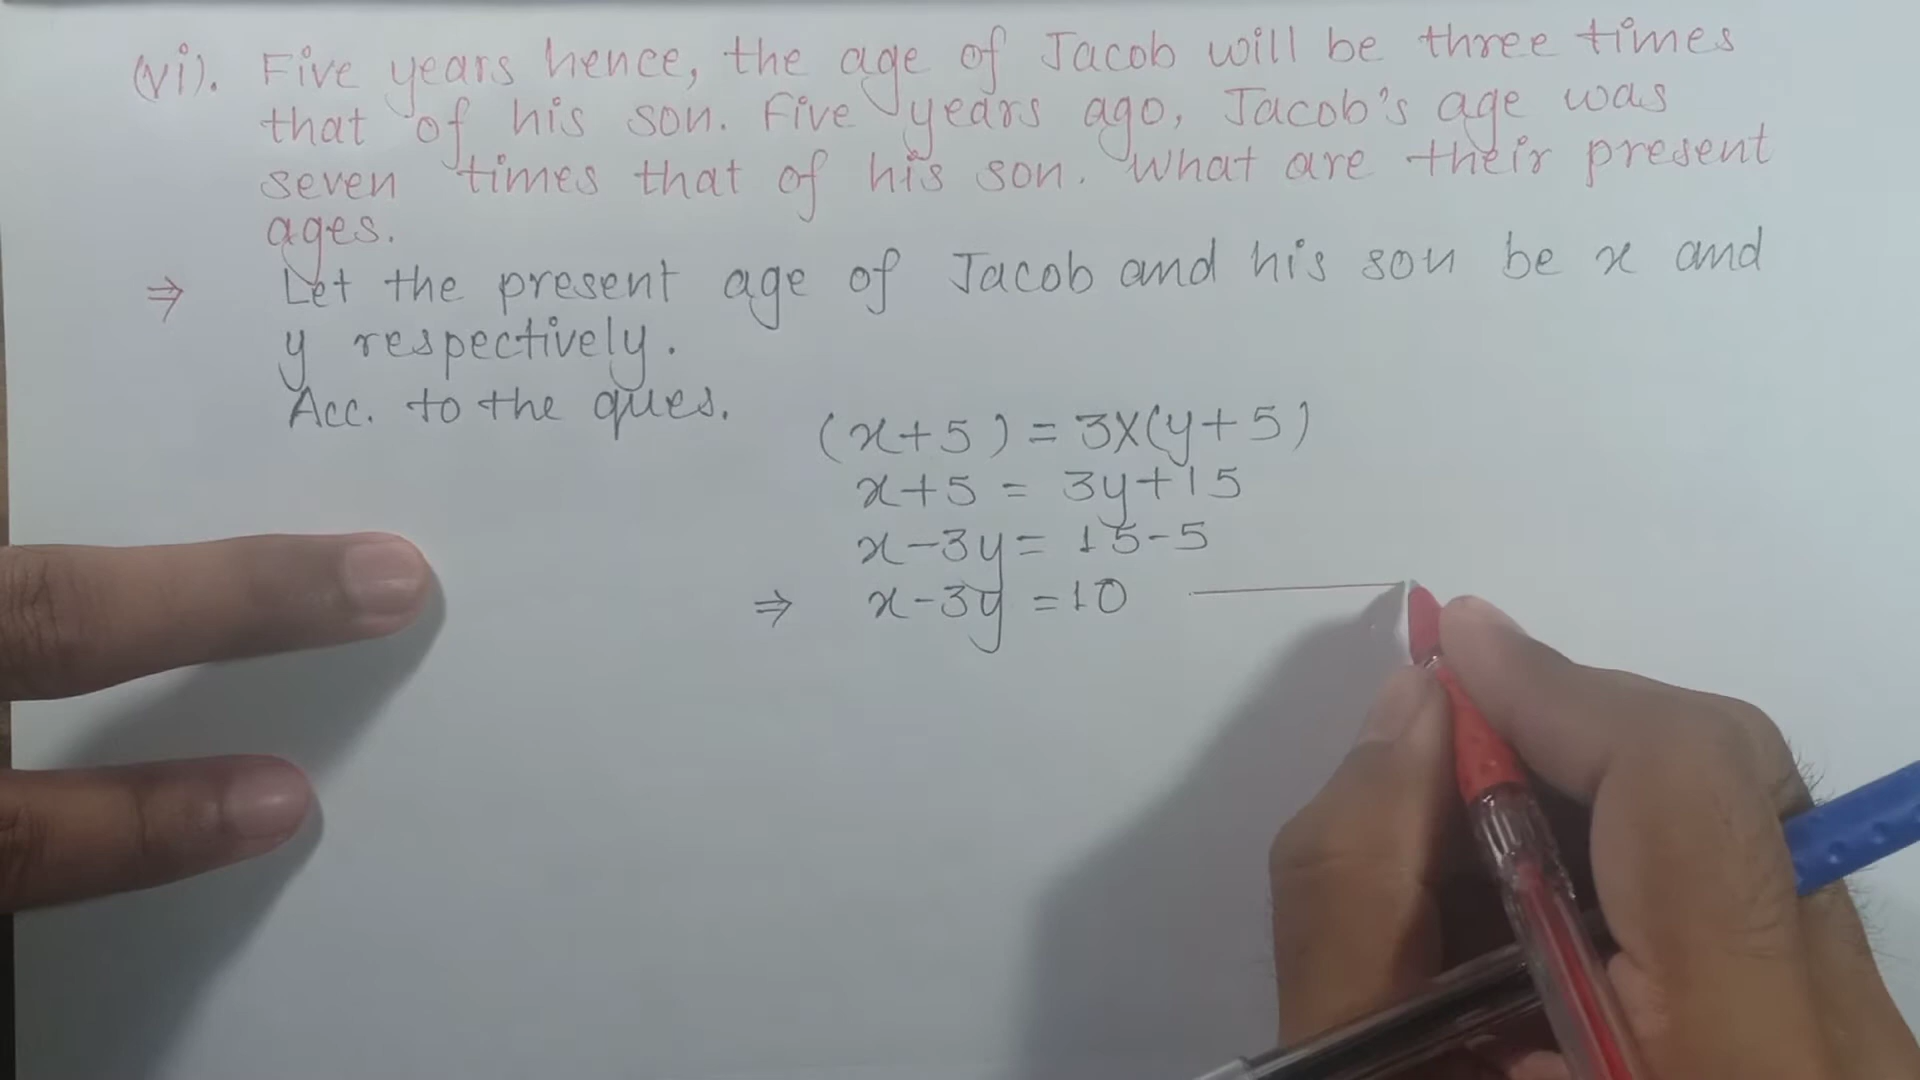 (vi). Five years hence, the age of Jacob will be three times
that of his son. Five years ago, Jacob's age was
seven times that of his son. What are their present
ages.
⇒ Let the present age of Jacob and his son be x and
y respectively.
Acc. to the ques.
(x+5) = 3×(y+5)
x+5 = 3y+15
x-3y = 15-5
⇒ x-3y = 10